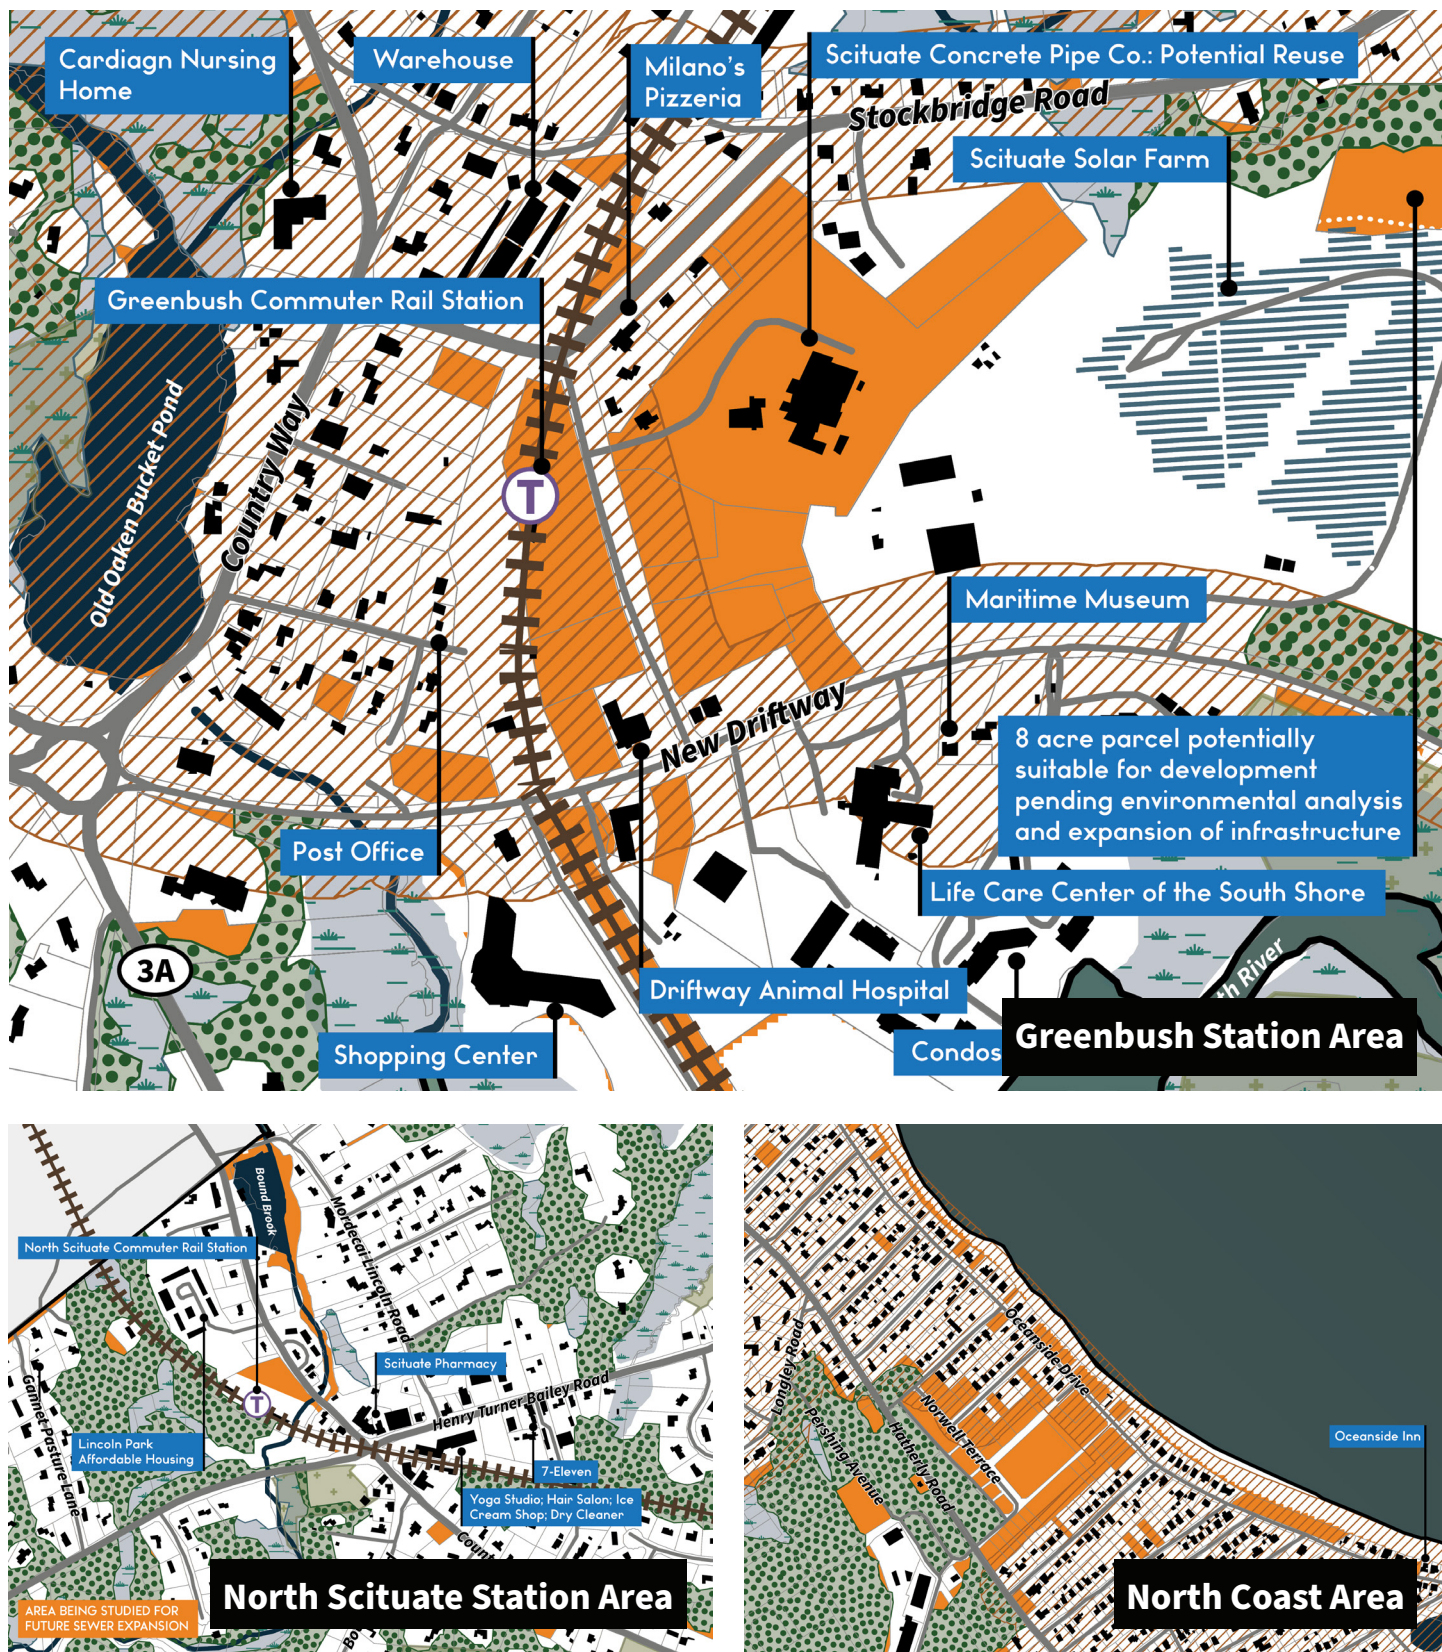 Cardiagn Nursing
Home
Warehouse
Milano's
Pizzeria
Scituate Concrete Pipe Co.: Potential Reuse
Stockbridge Road
Scituate Solar Farm
Greenbush Commuter Rail Station
Old Oaken Bucket Pond
Country Way
T
Maritime Museum
New Driftway
8 acre parcel potentially
suitable for development
pending environmental analysis
and expansion of infrastructure
Post Office
Life Care Center of the South Shore
3A
Driftway Animal Hospital
th River
Shopping Center
Condos
Greenbush Station Area
Bound Brook
Mordecai Lincoln Road
North Scituate Commuter Rail Station
Scituate Pharmacy
Gannet Pasture Lane
T
Henry Turner Bailey Road
Lincoln Park
Affordable Housing
7-Eleven
Yoga Studio; Hair Salon; Ice
Cream Shop; Dry Cleaner
Count
Bo
North Scituate Station Area
AREA BEING STUDIED FOR
FUTURE SEWER EXPANSION
Oceanside Drive
Longley Road
Norwell Terrace
Pershing Avenue
Hatherly Road
Oceanside Inn
North Coast Area